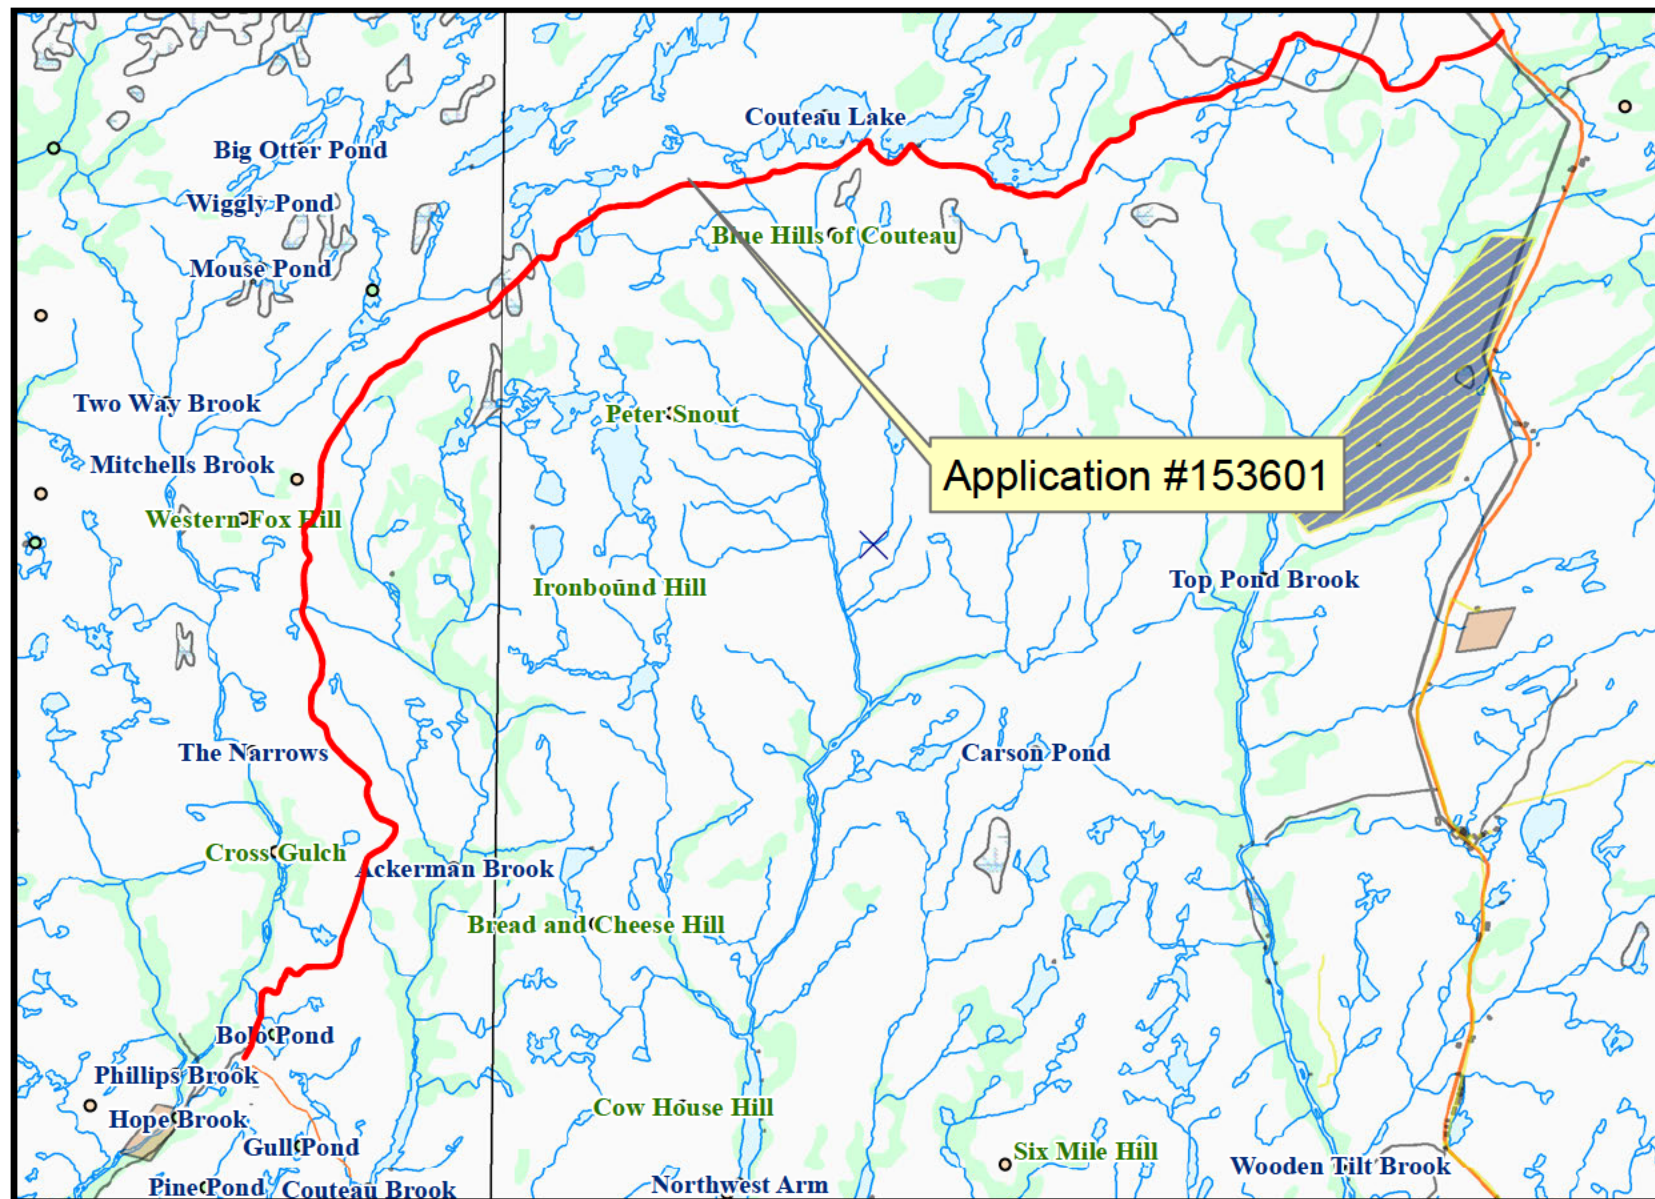 Couteau Lake
Big Otter Pond
Wiggly Pond
Blue Hills of Couteau
Mouse Pond
Two Way Brook
Peter Snout
Mitchells Brook
Application #153601
Western Fox Hill
Top Pond Brook
Ironbound Hill
The Narrows
Carson Pond
Cross Gulch
Ackerman Brook
Bread and Cheese Hill
Bolo Pond
Phillips Brook
Cow House Hill
Hope Brook
Gull Pond
Six Mile Hill
Wooden Tilt Brook
Pine Pond
Couteau Brook
Northwest Arm